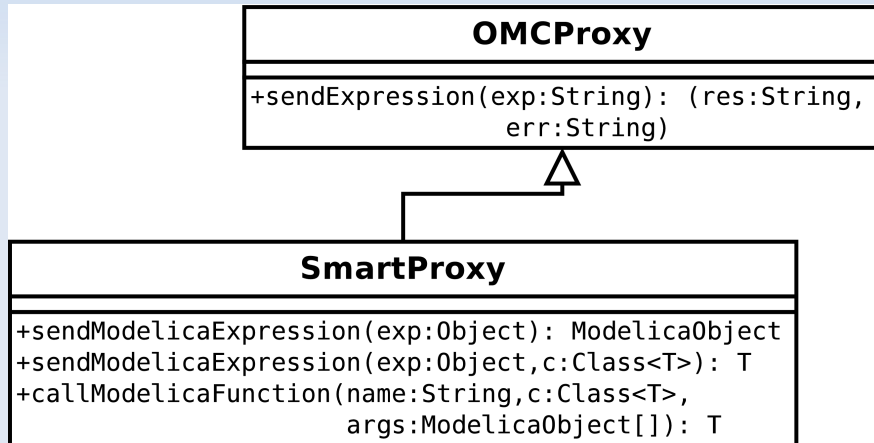 OMCProxy
+sendExpression(exp:String): (res:String,
err:String)
SmartProxy
+sendModelicaExpression(exp:Object): ModelicaObject
+sendModelicaExpression(exp:Object,c:Class<T>): T
+callModelicaFunction(name:String,c:Class<T>,
args:ModelicaObject[]): T